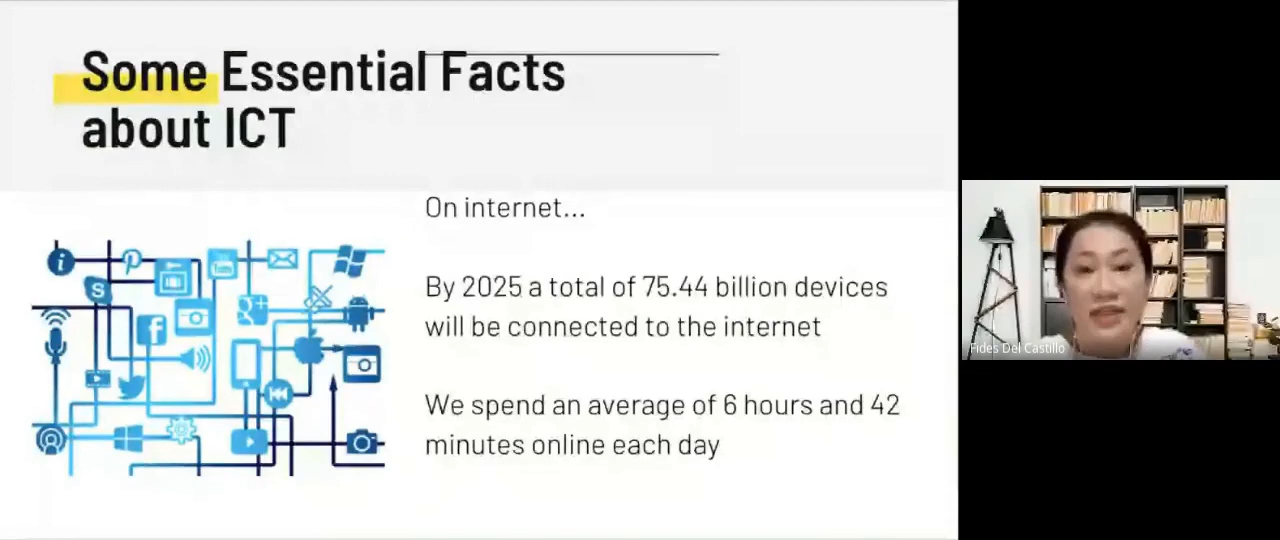 Some Essential Facts
about ICT
On internet...
By 2025 a total of 75.44 billion devices
will be connected to the internet
We spend an average of 6 hours and 42
minutes online each day
Fides Del Castillo